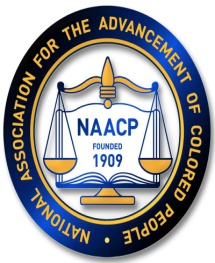 NATIONAL ASSOCIATION FOR THE ADVANCEMENT OF COLORED PEOPLE
NAACP
FOUNDED
1909